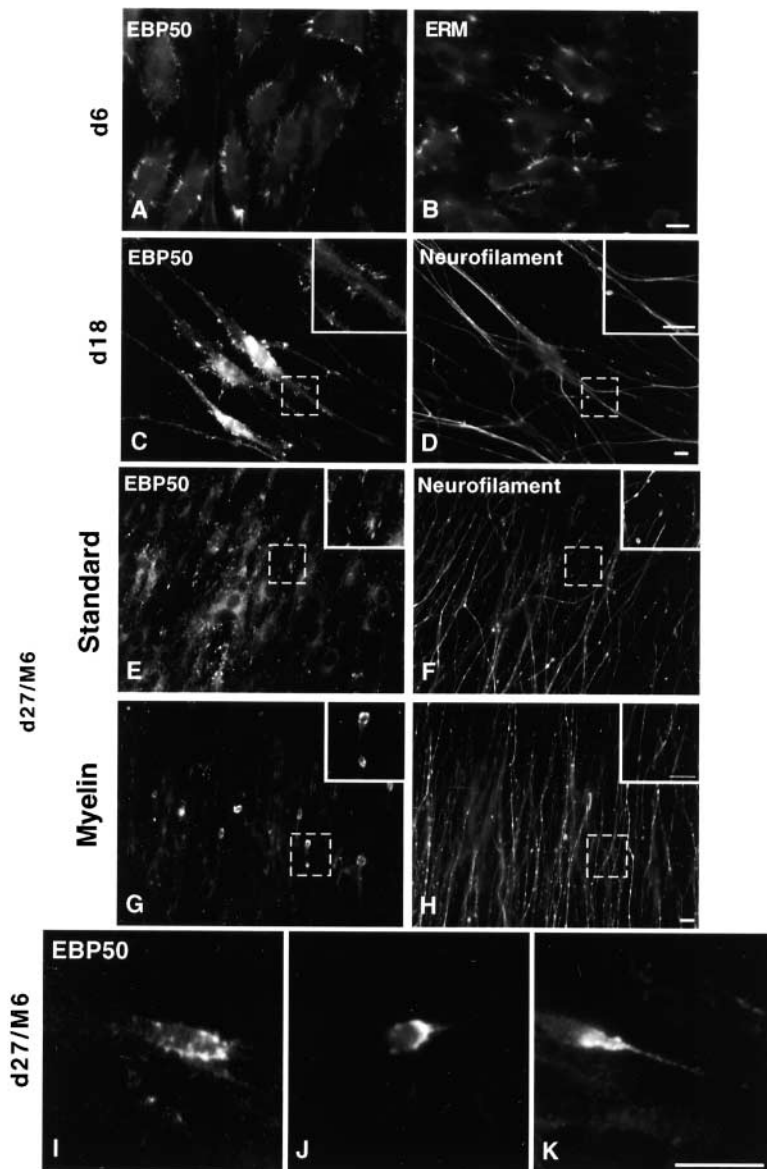 EBP50
ERM
d6
A
B
EBP50
Neurofilament
d18
C
D
EBP50
Neurofilament
Standard
E
F
d27/M6
Myelin
G
H
EBP50
d27/M6
I
J
K